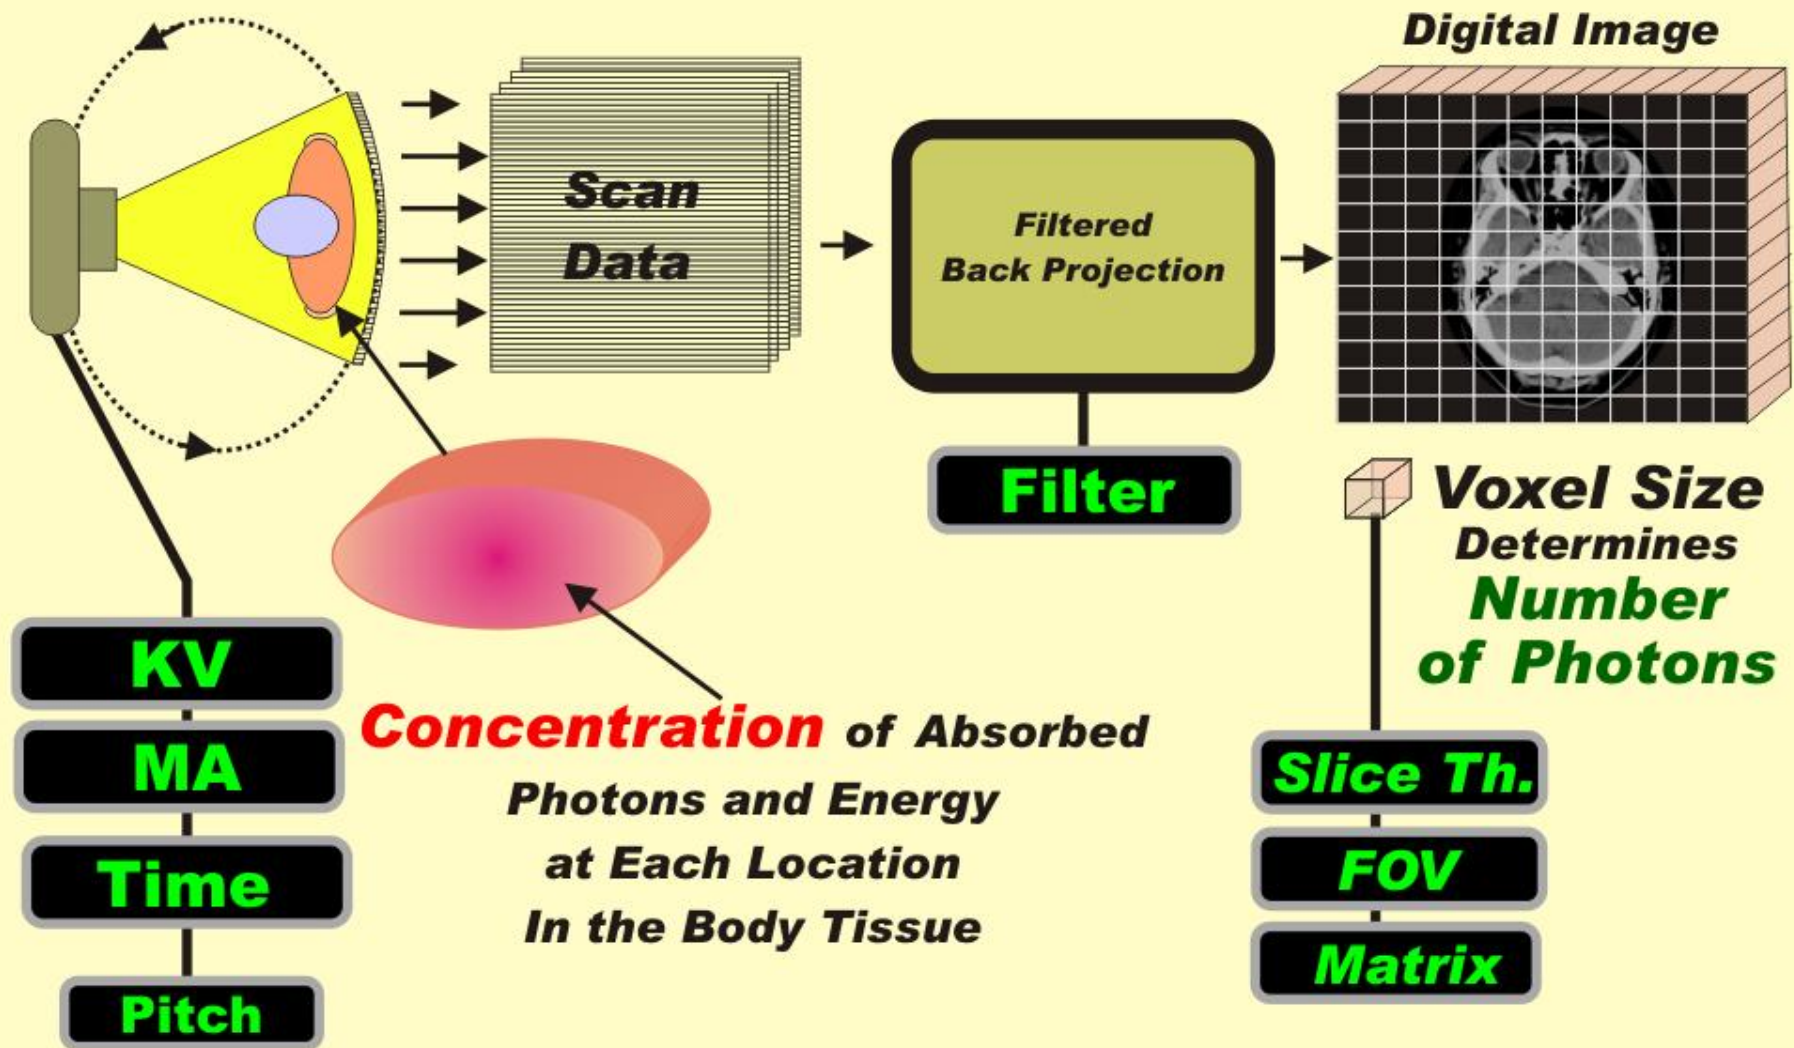 Digital Image
Scan
Data
Filtered
Back Projection
Filter
Voxel Size
Determines
Number
of Photons
KV
MA
Time
Pitch
Concentration of Absorbed
Photons and Energy
at Each Location
In the Body Tissue
Slice Th.
FOV
Matrix